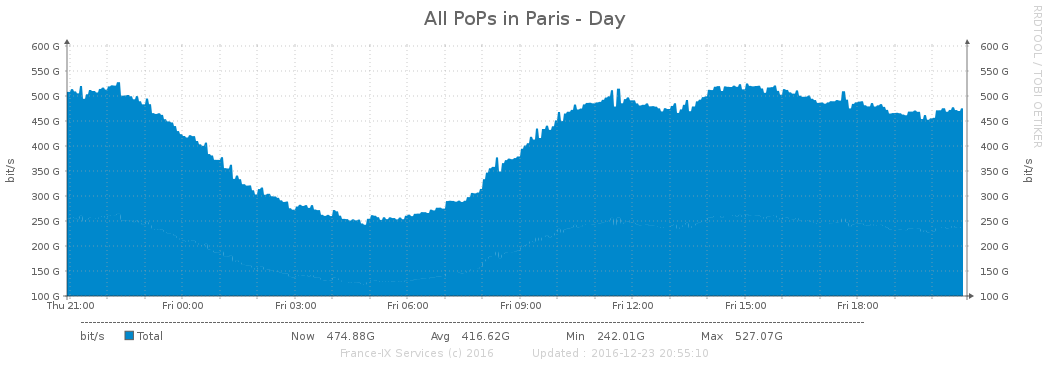 All PoPs in Paris - Day
RRDTOOL / TOBI OETIKER
600 G 600 G
550 G 550 G
500 G 500 G
450 G 450 G
400 G 400 G
350 G 350 G
300 G 300 G
250 G 250 G
200 G 200 G
150 G 150 G
100 G 100 G
bit/s
bit/s
Thu 21:00 Fri 00:00 Fri 03:00 Fri 06:00 Fri 09:00 Fri 12:00 Fri 15:00 Fri 18:00
bit/s Total Now 474.88G Avg 416.62G Min 242.01G Max 527.07G
France-IX Services (c) 2016 Updated : 2016-12-23 20:55:10